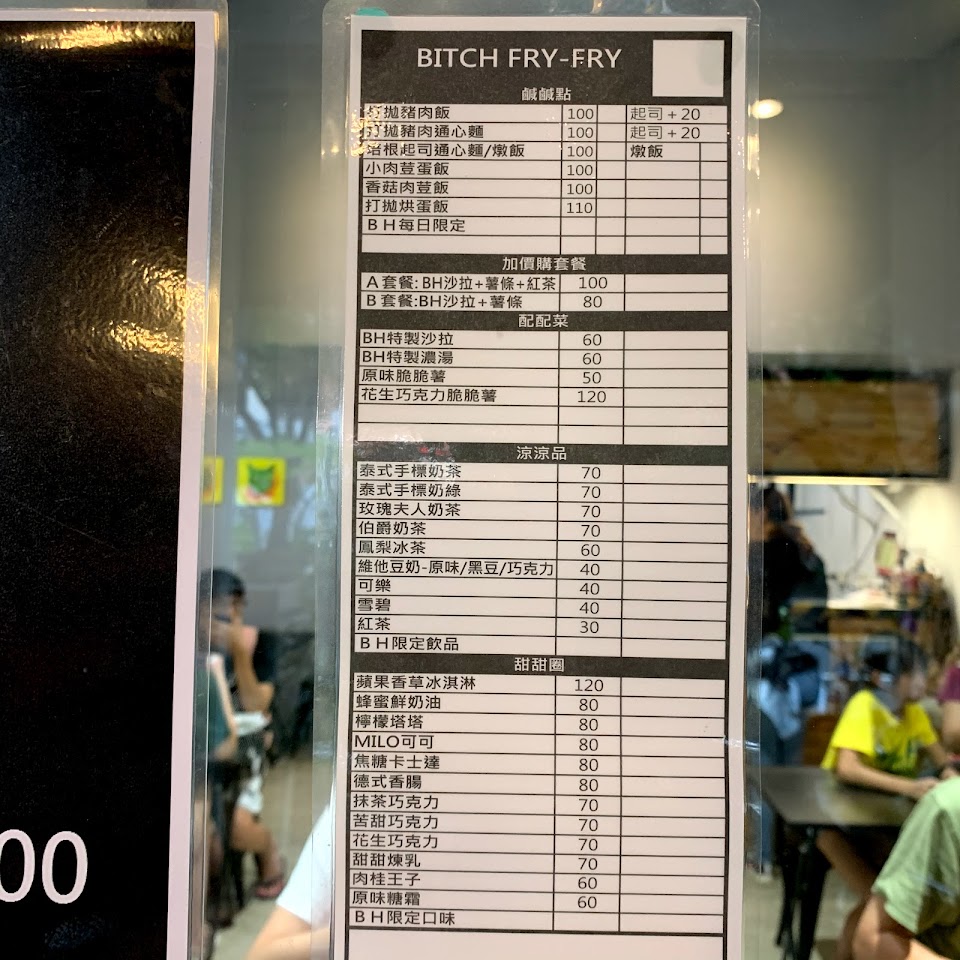 BITCH FRY-FRY
鹹鹹點
打拋豬肉飯 100 起司+20
打拋豬肉通心麵 100 起司+20
培根起司通心麵/燉飯 100 燉飯
小肉荳蛋飯 100
香菇肉荳飯 100
打拋烘蛋飯 110
BH每日限定
加價購套餐
A套餐:BH沙拉+薯條+紅茶 100
B套餐:BH沙拉+薯條 80
配配菜
BH特製沙拉 60
BH特製濃湯 60
原味脆脆薯 50
花生巧克力脆脆薯 120
涼涼品
泰式手標奶茶 70
泰式手標奶綠 70
玫瑰夫人奶茶 70
伯爵奶茶 70
鳳梨冰茶 60
維他豆奶-原味/黑豆/巧克力 40
可樂 40
雪碧 40
紅茶 30
BH限定飲品
甜甜圈
蘋果香草冰淇淋 120
蜂蜜鮮奶油 80
檸檬塔塔 80
MILO可可 80
焦糖卡士達 80
德式香腸 80
抹茶巧克力 70
苦甜巧克力 70
花生巧克力 70
甜甜煉乳 70
肉桂王子 60
原味糖霜 60
BH限定口味
00